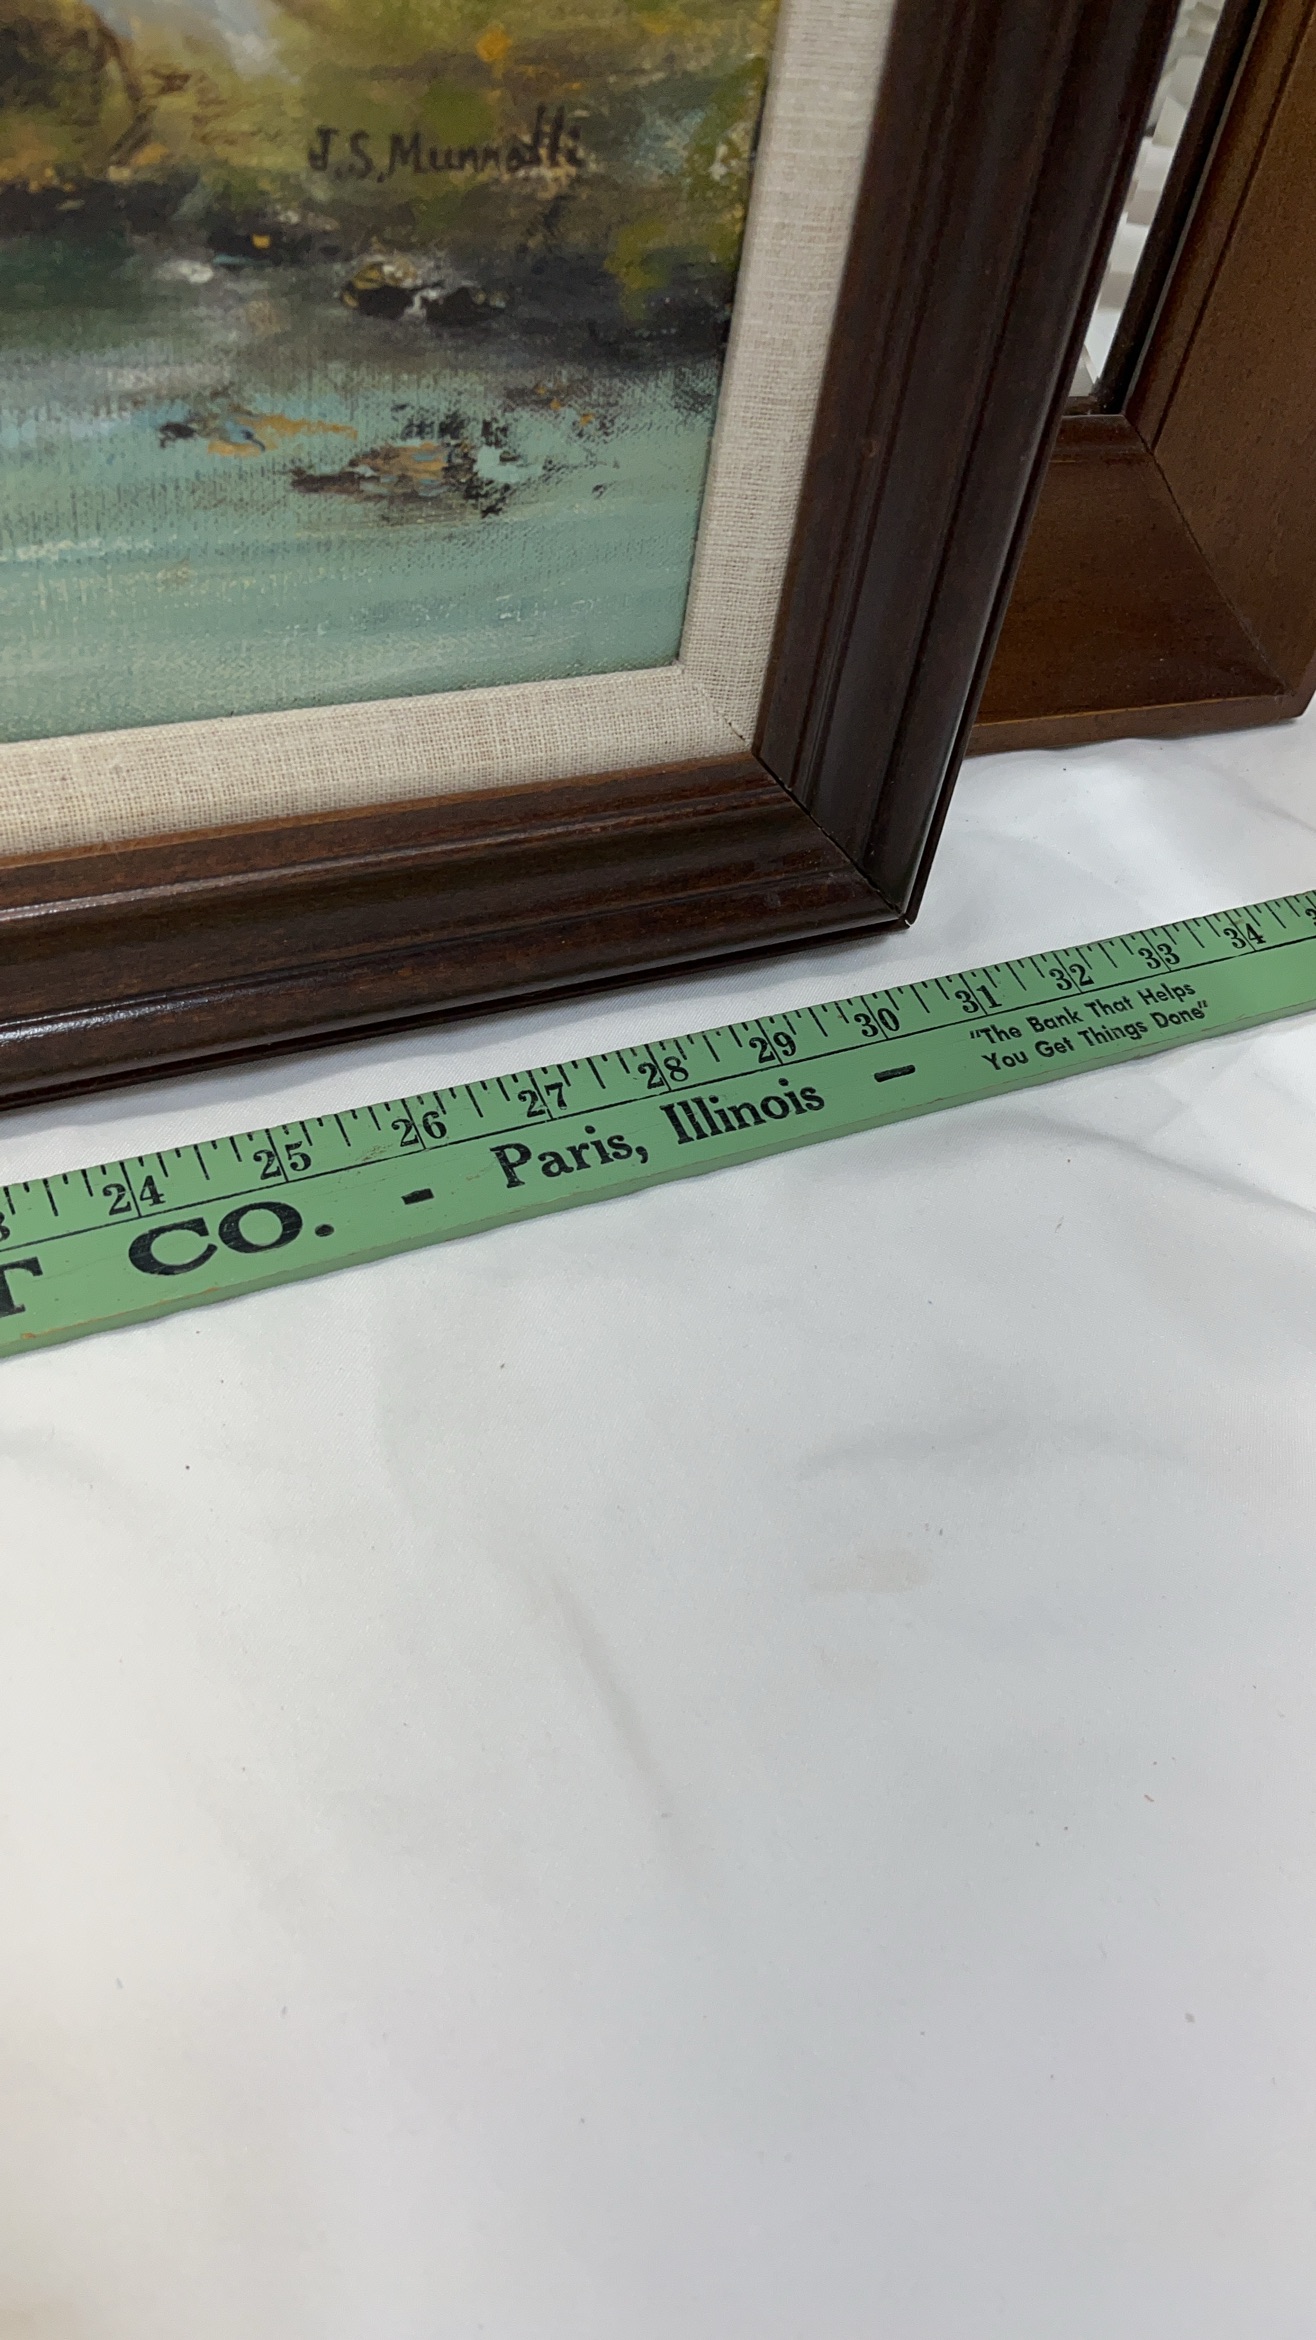 J.S. Munnatti
24 25 26 27 28 29 30 31 32 33 34
T CO. - Paris, Illinois -
"The Bank That Helps
You Get Things Done"